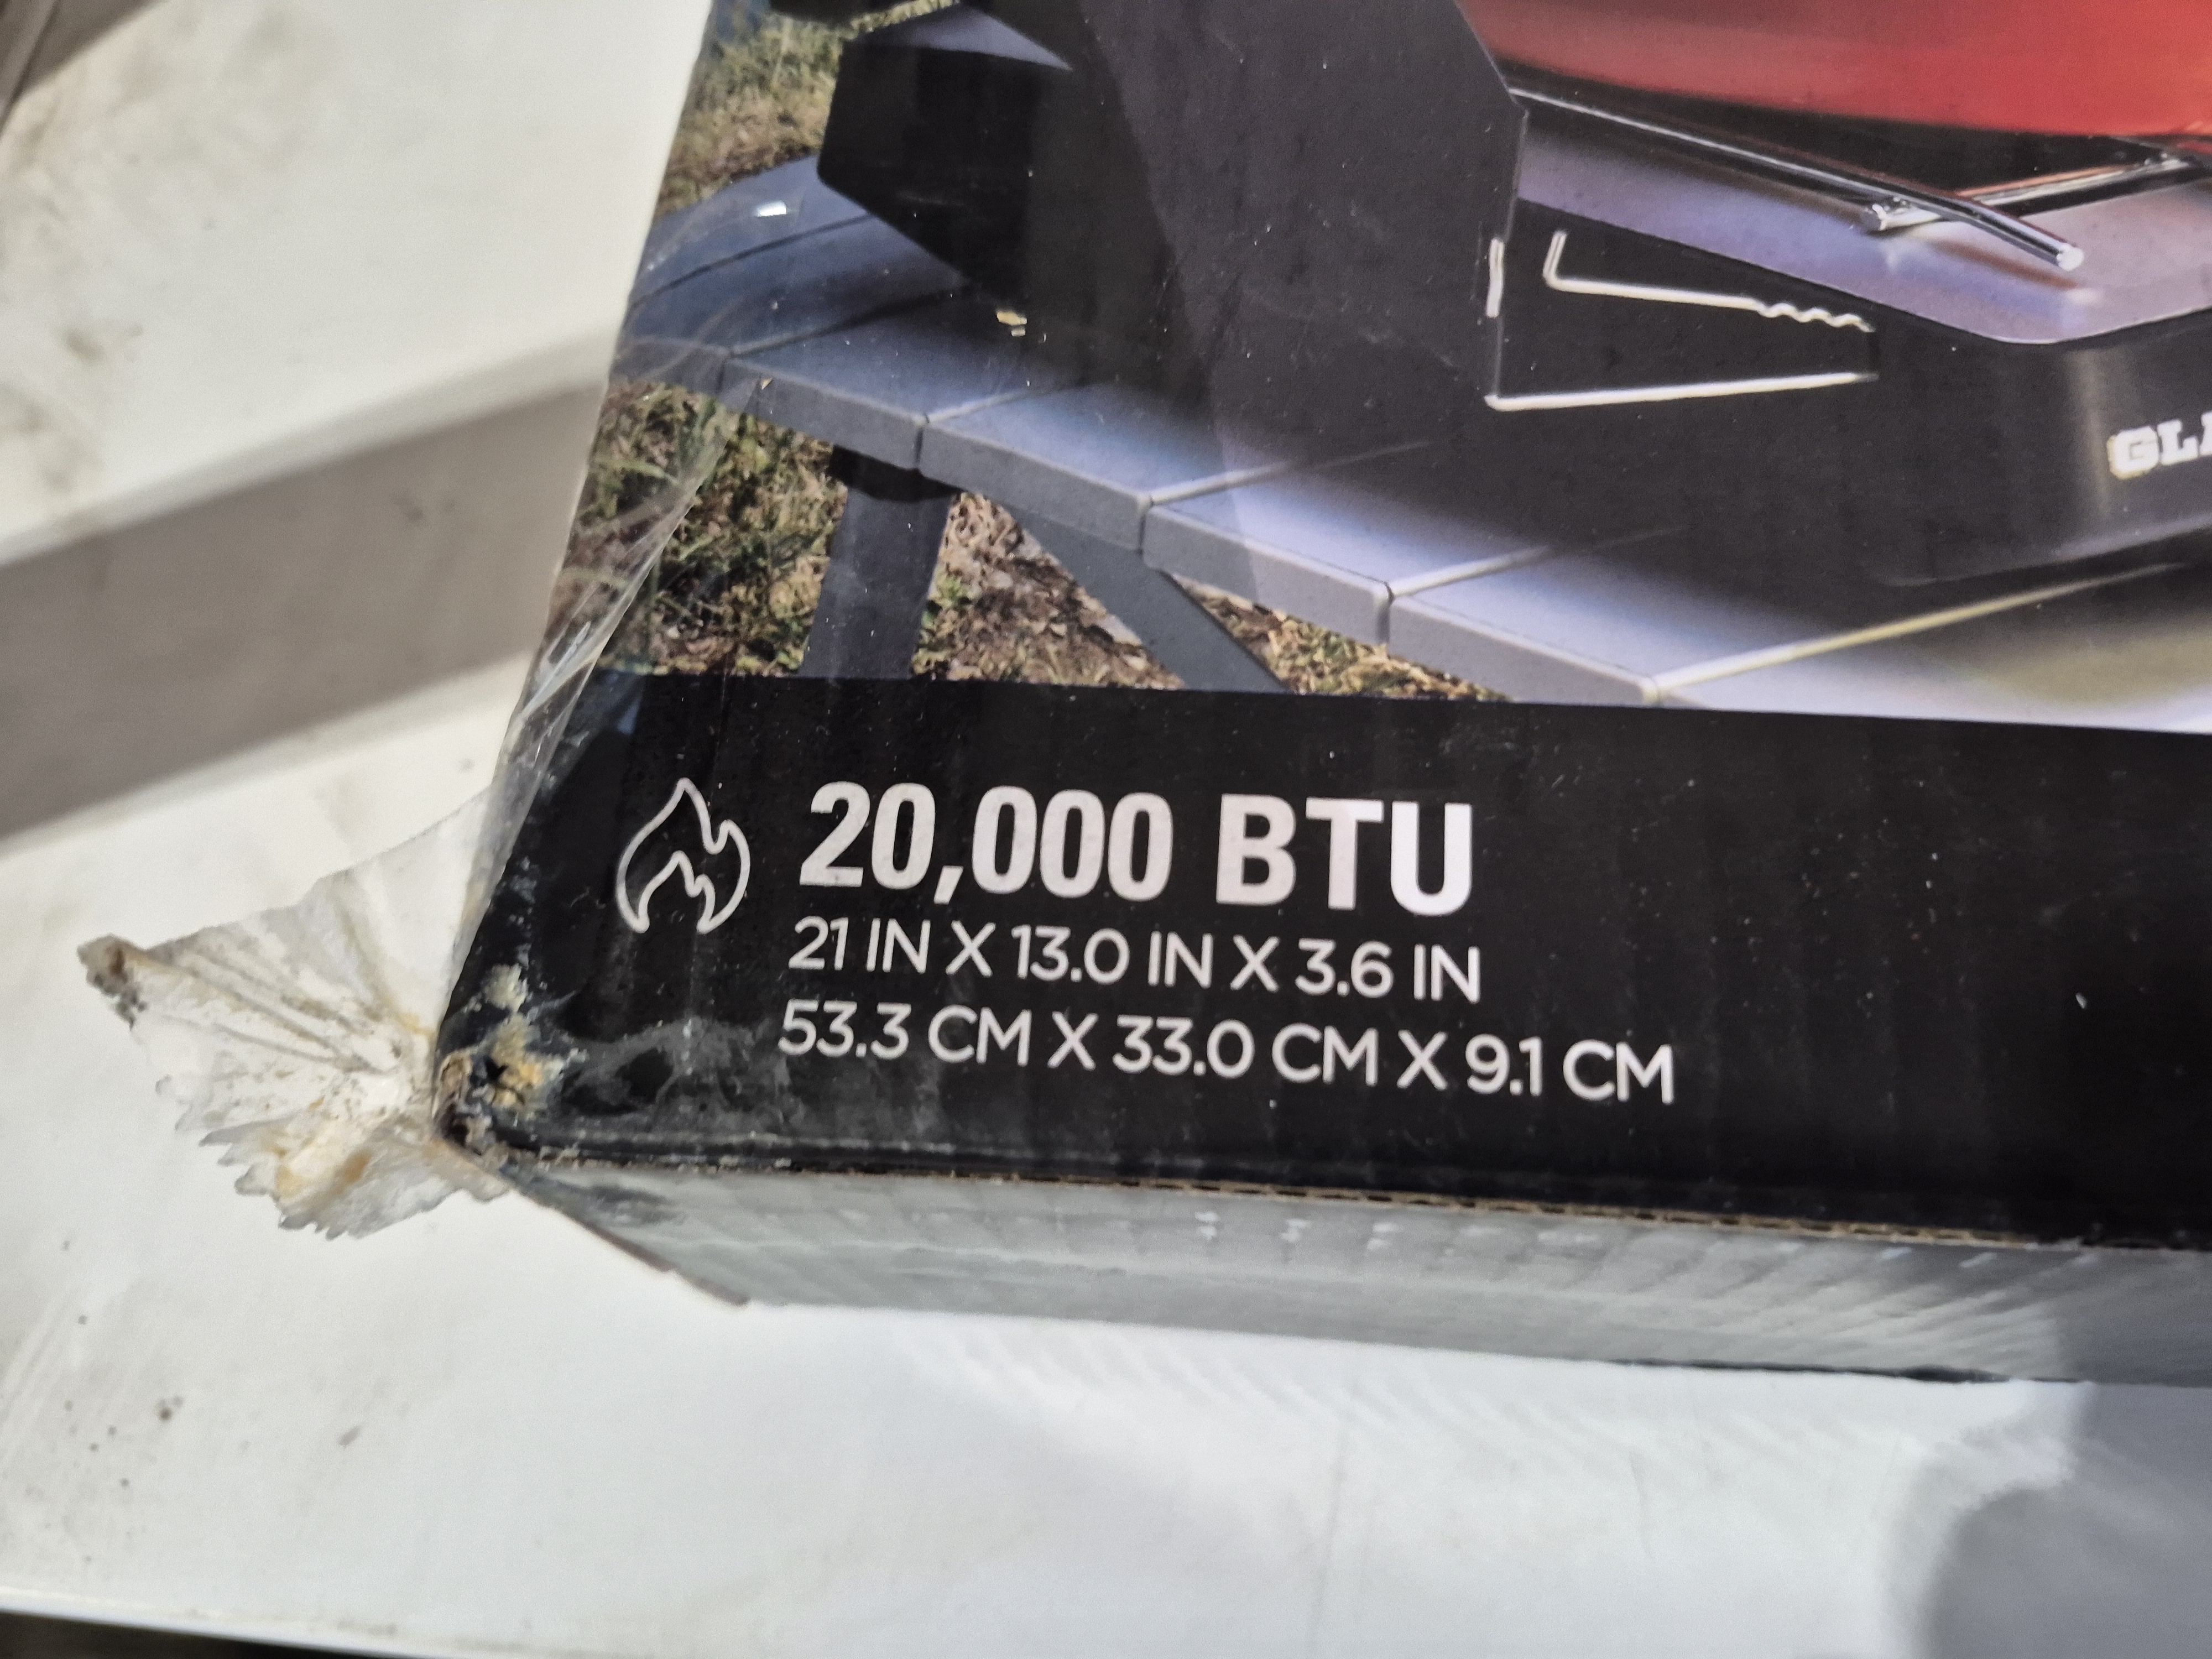 20,000 BTU
21 IN X 13.0 IN X 3.6 IN
53.3 CM X 33.0 CM X 9.1 CM